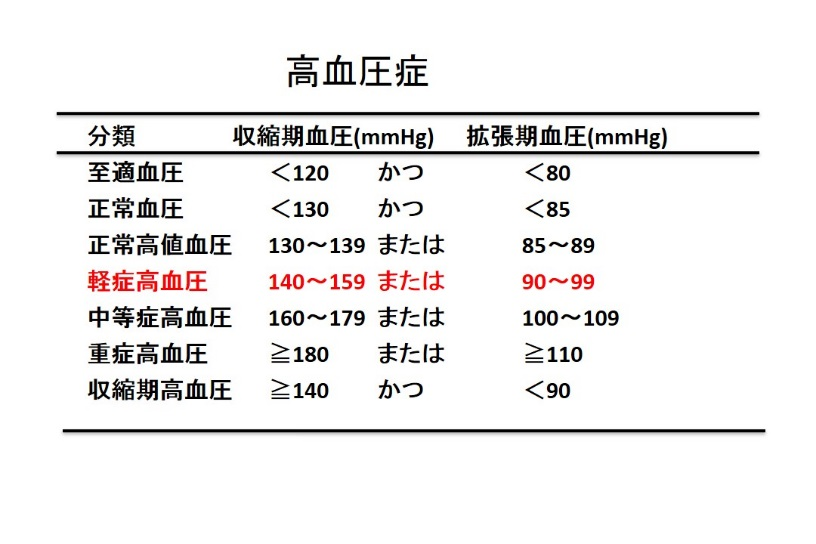 高血圧症
分類 収縮期血圧(mmHg) 拡張期血圧(mmHg)
至適血圧 ＜120 かつ ＜80
正常血圧 ＜130 かつ ＜85
正常高値血圧 130～139 または 85～89
軽症高血圧 140～159 または 90～99
中等症高血圧 160～179 または 100～109
重症高血圧 ≧180 または ≧110
収縮期高血圧 ≧140 かつ ＜90